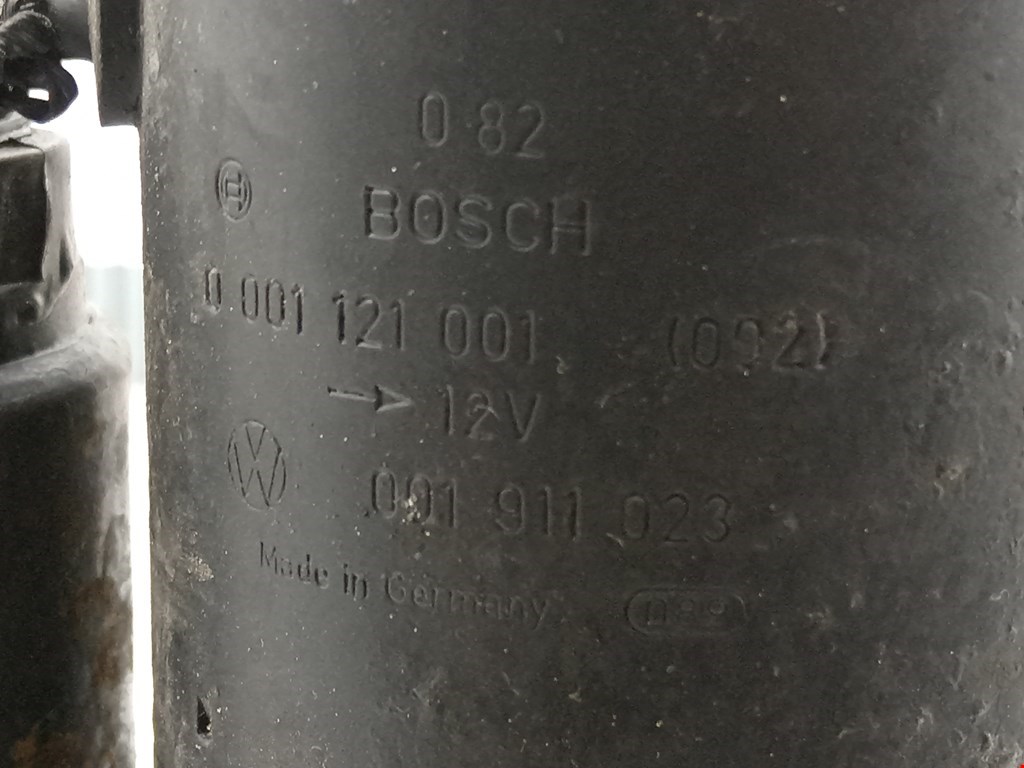 0 82
BOSCH
0 001 121 001 (092)
12V
001 911 023
Made in Germany